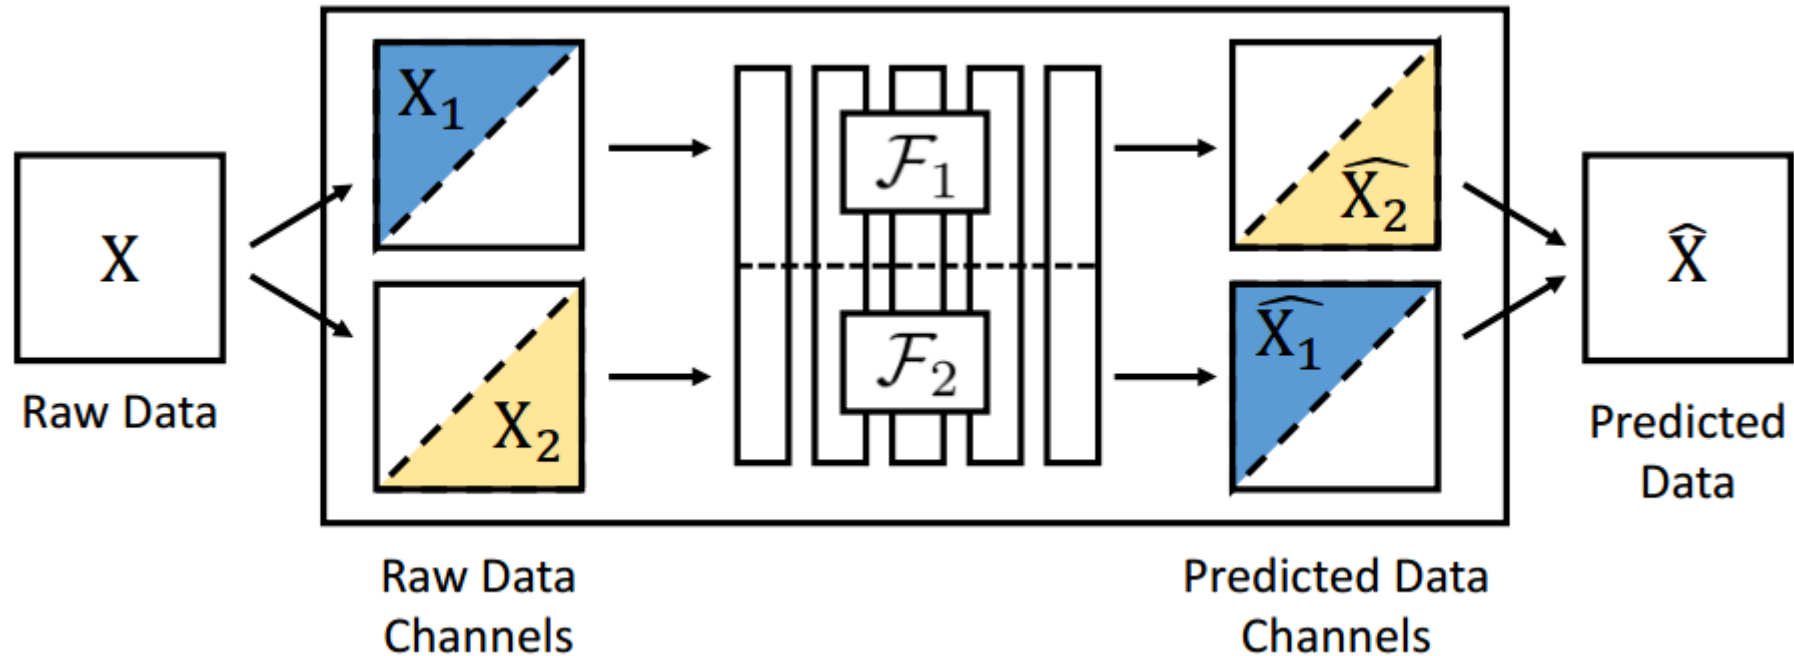 X
Raw Data
X₁
X₂
Raw Data
Channels
ℱ₁
ℱ₂
X̂₂
X̂₁
Predicted Data
Channels
X̂
Predicted
Data